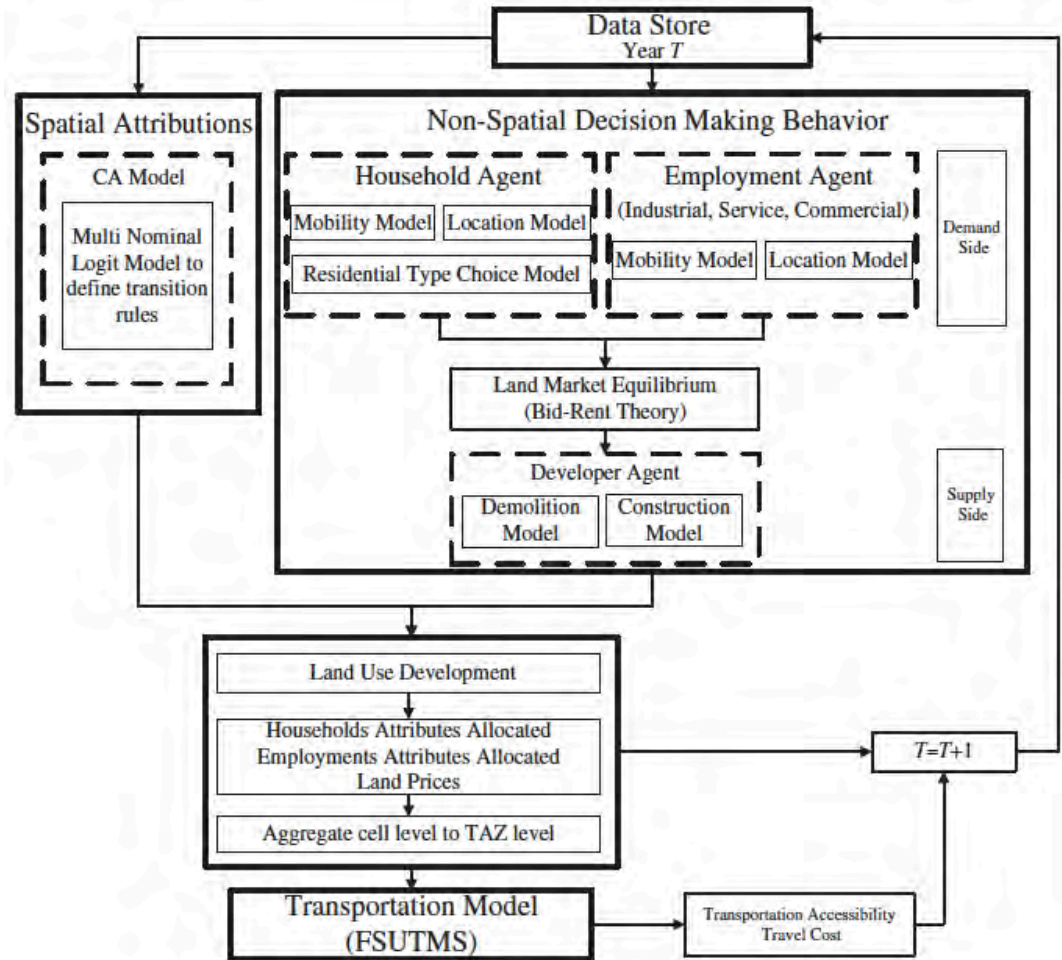 Data Store
Year T
Spatial Attributions
CA Model
Multi Nominal
Logit Model to
define transition
rules
Non-Spatial Decision Making Behavior
Household Agent
Mobility Model
Location Model
Residential Type Choice Model
Employment Agent
(Industrial, Service, Commercial)
Mobility Model
Location Model
Demand
Side
Land Market Equilibrium
(Bid-Rent Theory)
Developer Agent
Demolition
Model
Construction
Model
Supply
Side
Land Use Development
Households Attributes Allocated
Employments Attributes Allocated
Land Prices
Aggregate cell level to TAZ level
T=T+1
Transportation Model
(FSUTMS)
Transportation Accessibility
Travel Cost